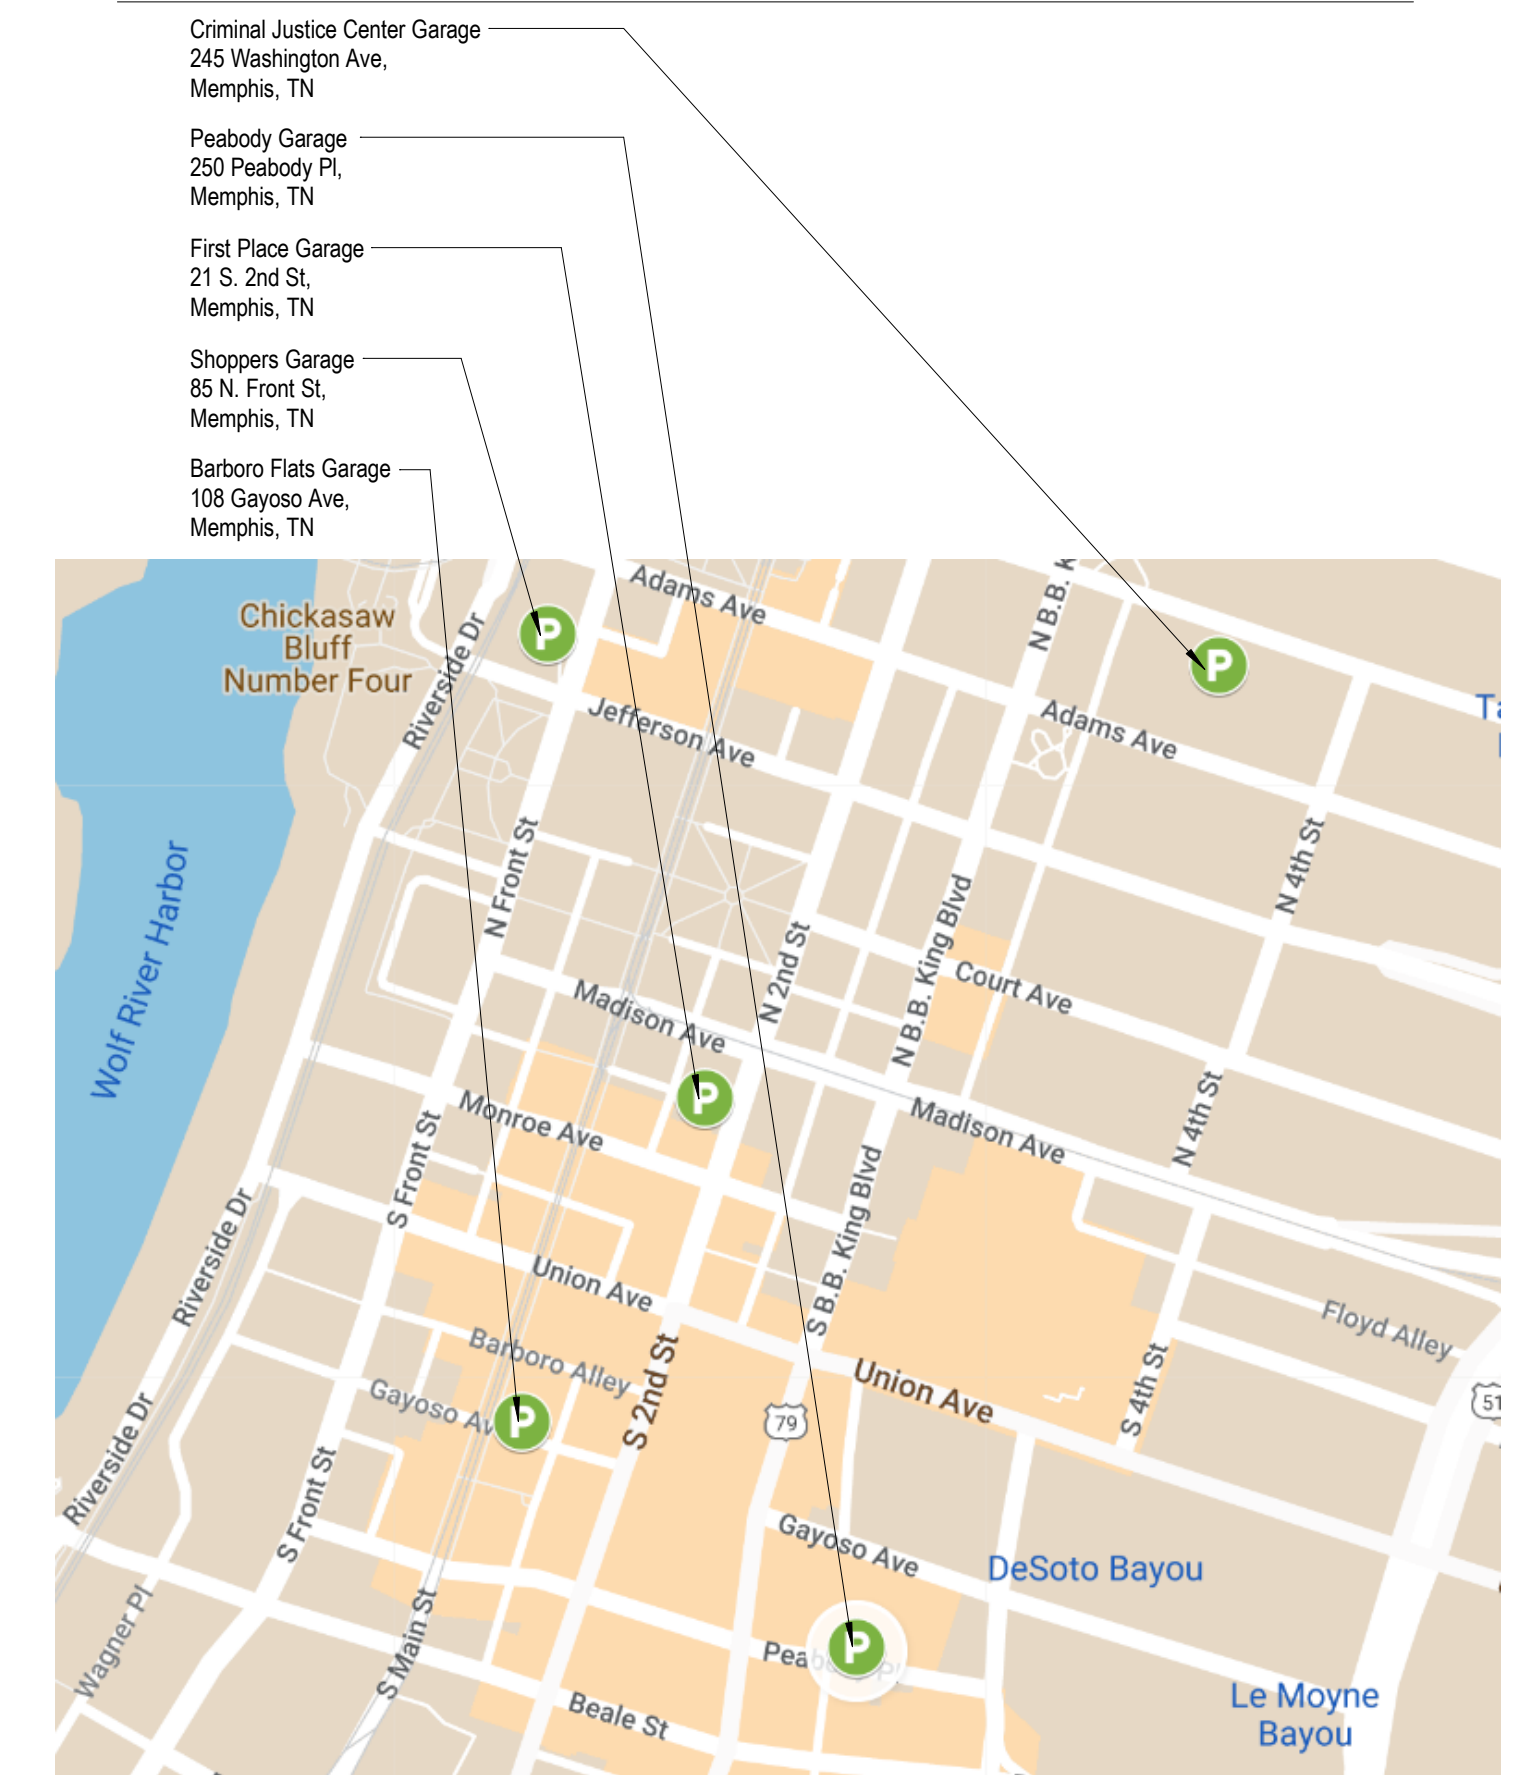 Criminal Justice Center Garage
245 Washington Ave,
Memphis, TN
Peabody Garage
250 Peabody Pl,
Memphis, TN
First Place Garage
21 S. 2nd St,
Memphis, TN
Shoppers Garage
85 N. Front St,
Memphis, TN
Barboro Flats Garage
108 Gayoso Ave,
Memphis, TN
Adams Ave
N B.B. K
Chickasaw
Bluff
Number Four
Riverside Dr
P
P
Jefferson Ave
Adams Ave
Ta
N Front St
N 4th St
Wolf River Harbor
N 2nd St
N B.B. King Blvd
Court Ave
Madison Ave
P
Monroe Ave
Madison Ave
N 4th St
S Front St
S B.B. King Blvd
Riverside Dr
Union Ave
Floyd Alley
Barboro Alley
S 2nd St
Union Ave
S 4th St
Gayoso Av
P
79
51
Riverside Dr
S Front St
Gayoso Ave
DeSoto Bayou
Wagner Pl
S Main St
Peabody Pl
P
Beale St
Le Moyne
Bayou